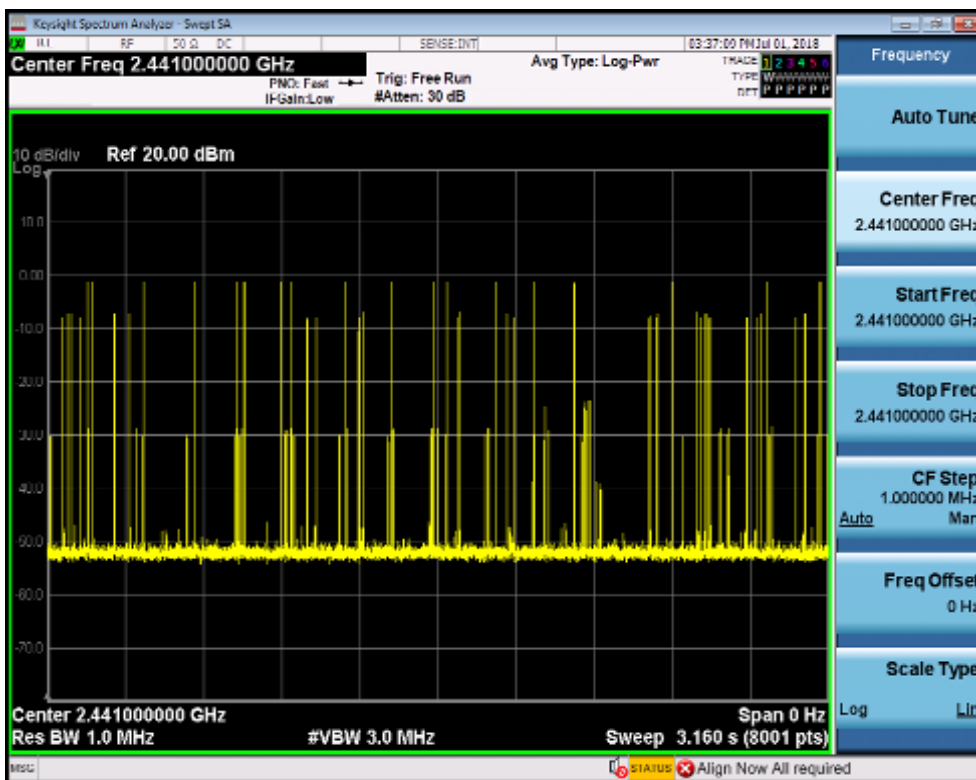 Keysight Spectrum Analyzer - Swept SA
RF 50 Ω DC SENSE:INT 03:37:09 PM Jul 01, 2018
Center Freq 2.441000000 GHz
PNO: Fast
IFGain:Low
Trig: Free Run
#Atten: 30 dB
Avg Type: Log-Pwr
TRACE 1 2 3 4 5 6
TYPE W W W W W W
DET P P P P P P
10 dB/div
Log
Ref 20.00 dBm
10.0
0.00
-10.0
-20.0
-30.0
-40.0
-50.0
-60.0
-70.0
Center 2.441000000 GHz
Span 0 Hz
Res BW 1.0 MHz
#VBW 3.0 MHz
Sweep 3.160 s (8001 pts)
MSG
STATUS
Align Now All required
Frequency
Auto Tune
Center Freq
2.441000000 GHz
Start Freq
2.441000000 GHz
Stop Freq
2.441000000 GHz
CF Step
1.000000 MHz
Auto Man
Freq Offset
0 Hz
Scale Type
Log Lin